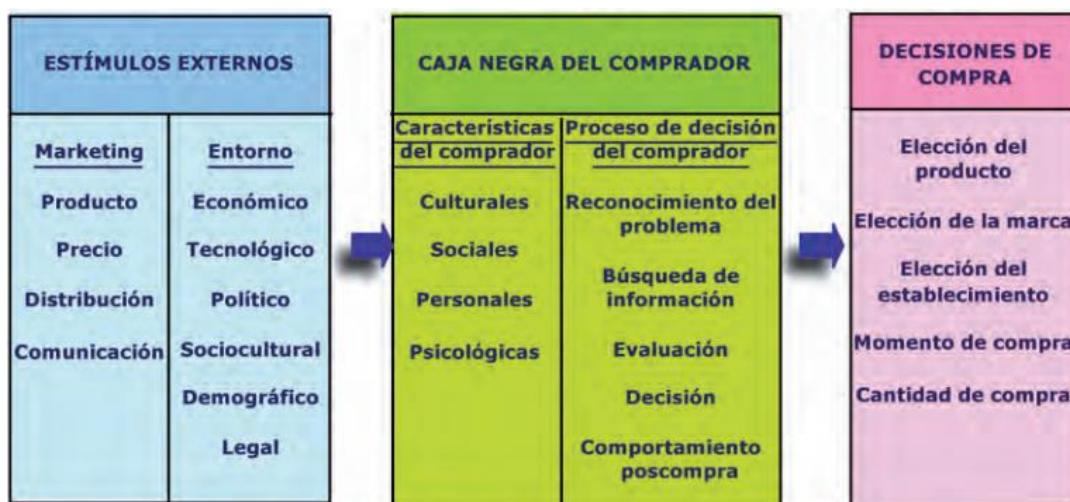 ESTÍMULOS EXTERNOS
Marketing
Producto
Precio
Distribución
Comunicación
Entorno
Económico
Tecnológico
Político
Sociocultural
Demográfico
Legal
CAJA NEGRA DEL COMPRADOR
Características
del comprador
Culturales
Sociales
Personales
Psicológicas
Proceso de decisión
del comprador
Reconocimiento del
problema
Búsqueda de
información
Evaluación
Decisión
Comportamiento
poscompra
DECISIONES DE
COMPRA
Elección del
producto
Elección de la marca
Elección del
establecimiento
Momento de compra
Cantidad de compra